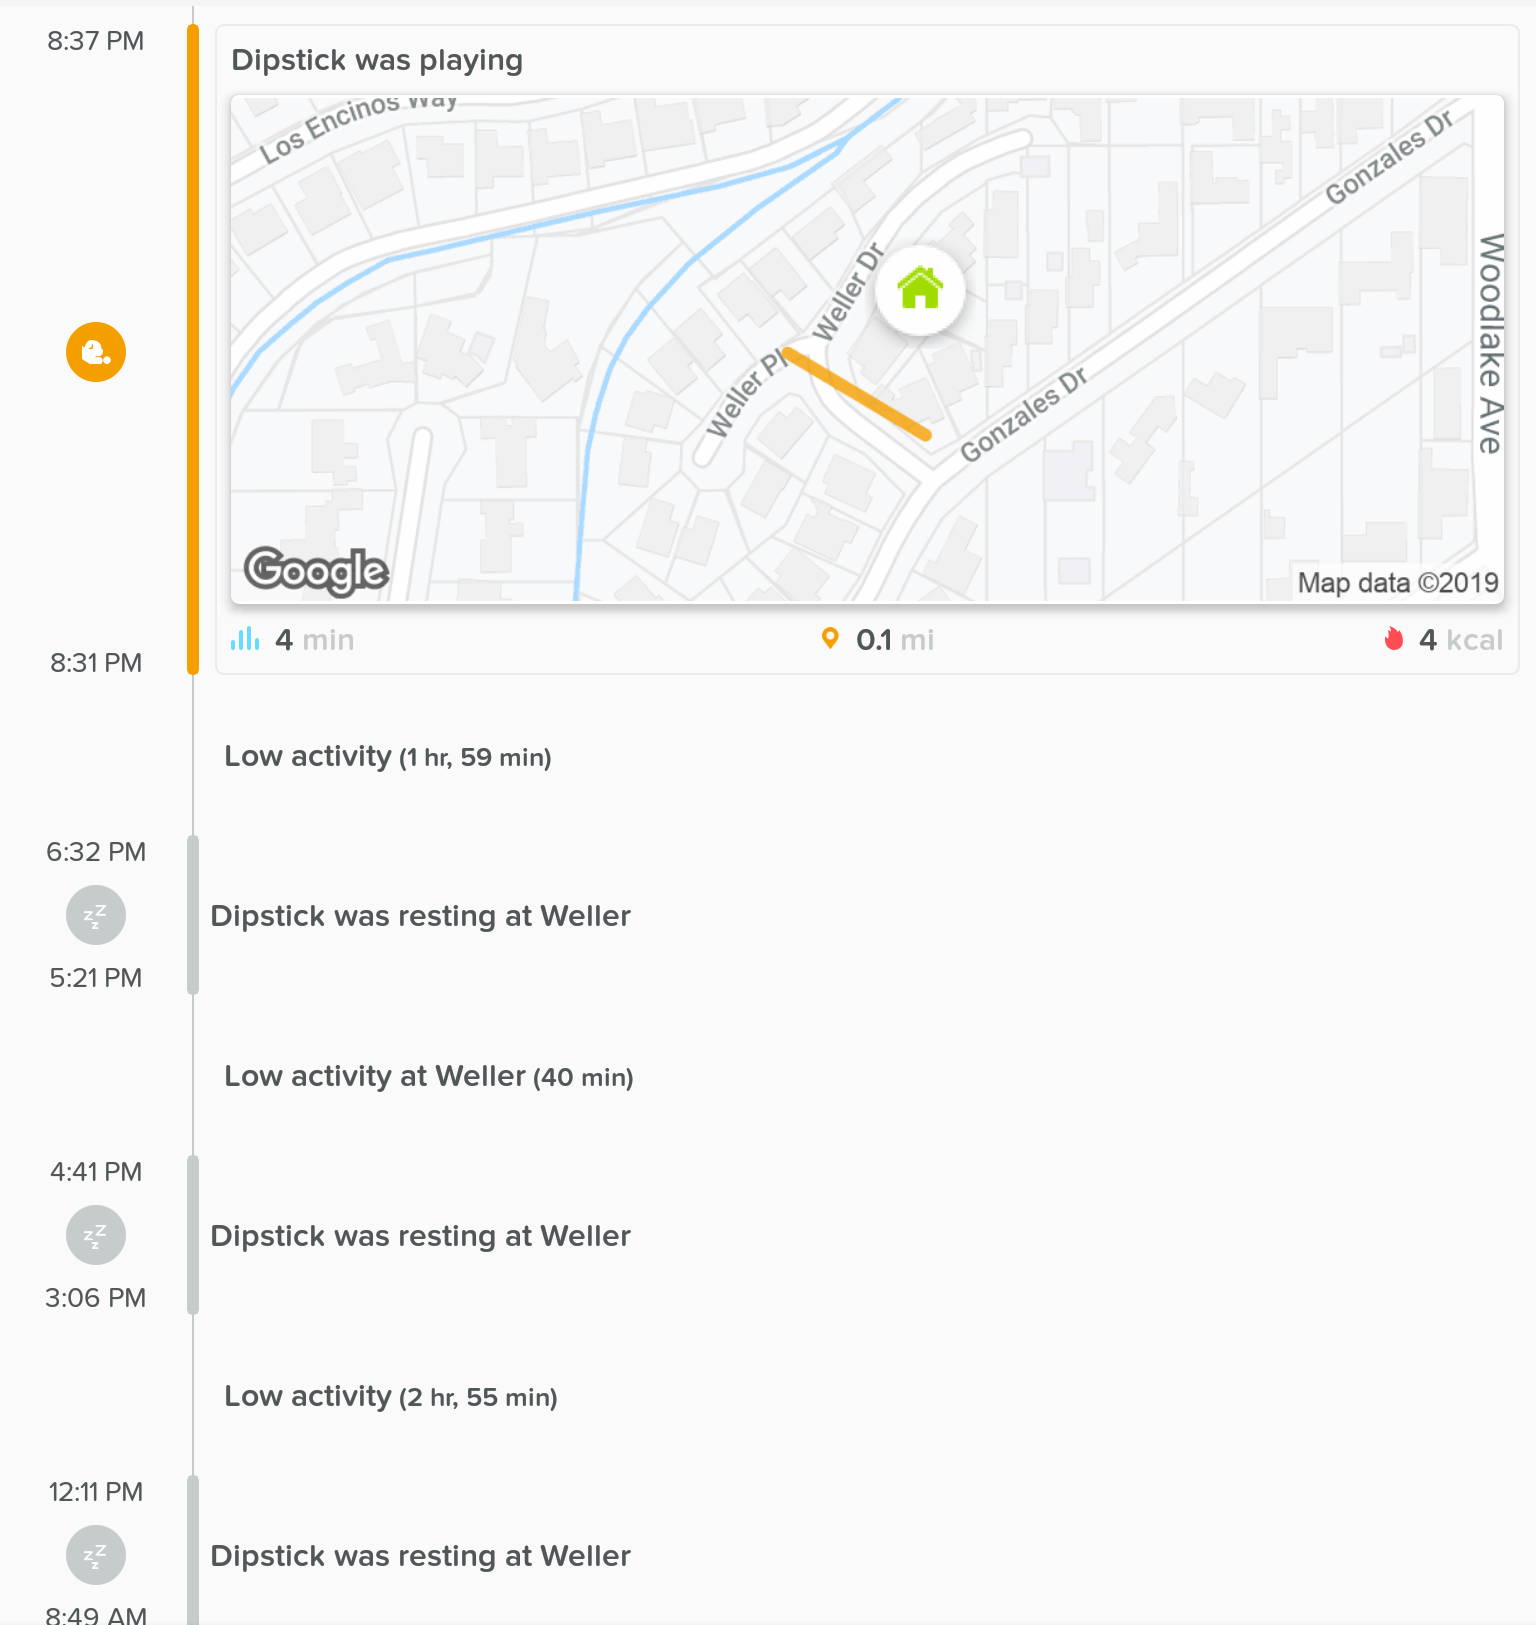 8:37 PM
Dipstick was playing
Los Encinos Way
Gonzales Dr
Weller Dr
Woodlake Ave
Weller Pl
Gonzales Dr
Google
Map data ©2019
4 min
0.1 mi
4 kcal
8:31 PM
Low activity (1 hr, 59 min)
6:32 PM
zzz
Dipstick was resting at Weller
5:21 PM
Low activity at Weller (40 min)
4:41 PM
zzz
Dipstick was resting at Weller
3:06 PM
Low activity (2 hr, 55 min)
12:11 PM
zzz
Dipstick was resting at Weller
8:49 AM